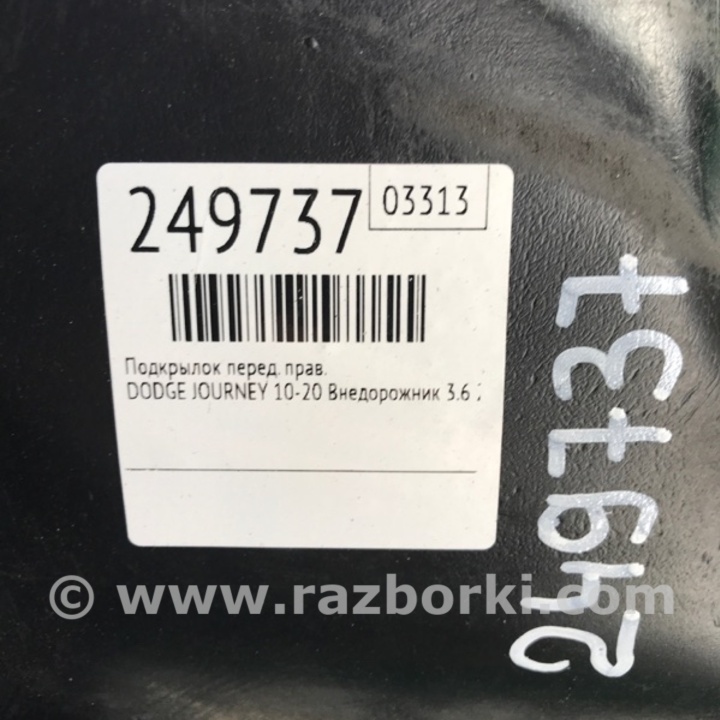 249737
03313
Подкрылок перед. прав.
DODGE JOURNEY 10-20 Внедорожник 3.6
249737
© www.razborki.com